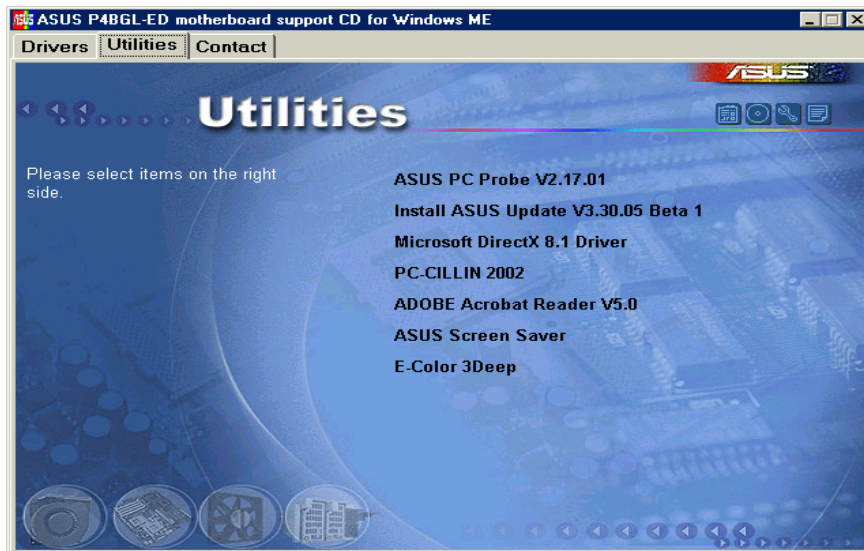 ASUS P4BGL-ED motherboard support CD for Windows ME
Drivers Utilities Contact
ASUS
Utilities
Please select items on the right
side.
ASUS PC Probe V2.17.01
Install ASUS Update V3.30.05 Beta 1
Microsoft DirectX 8.1 Driver
PC-CILLIN 2002
ADOBE Acrobat Reader V5.0
ASUS Screen Saver
E-Color 3Deep